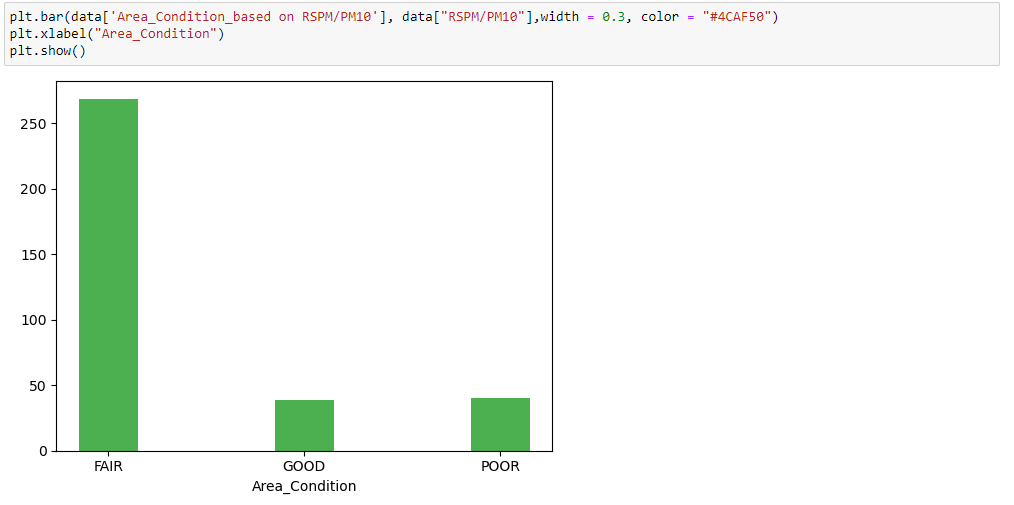 plt.bar(data['Area_Condition_based on RSPM/PM10'], data["RSPM/PM10"],width = 0.3, color = "#4CAF50")
plt.xlabel("Area_Condition")
plt.show()
250
200
150
100
50
0
FAIR GOOD POOR
Area_Condition